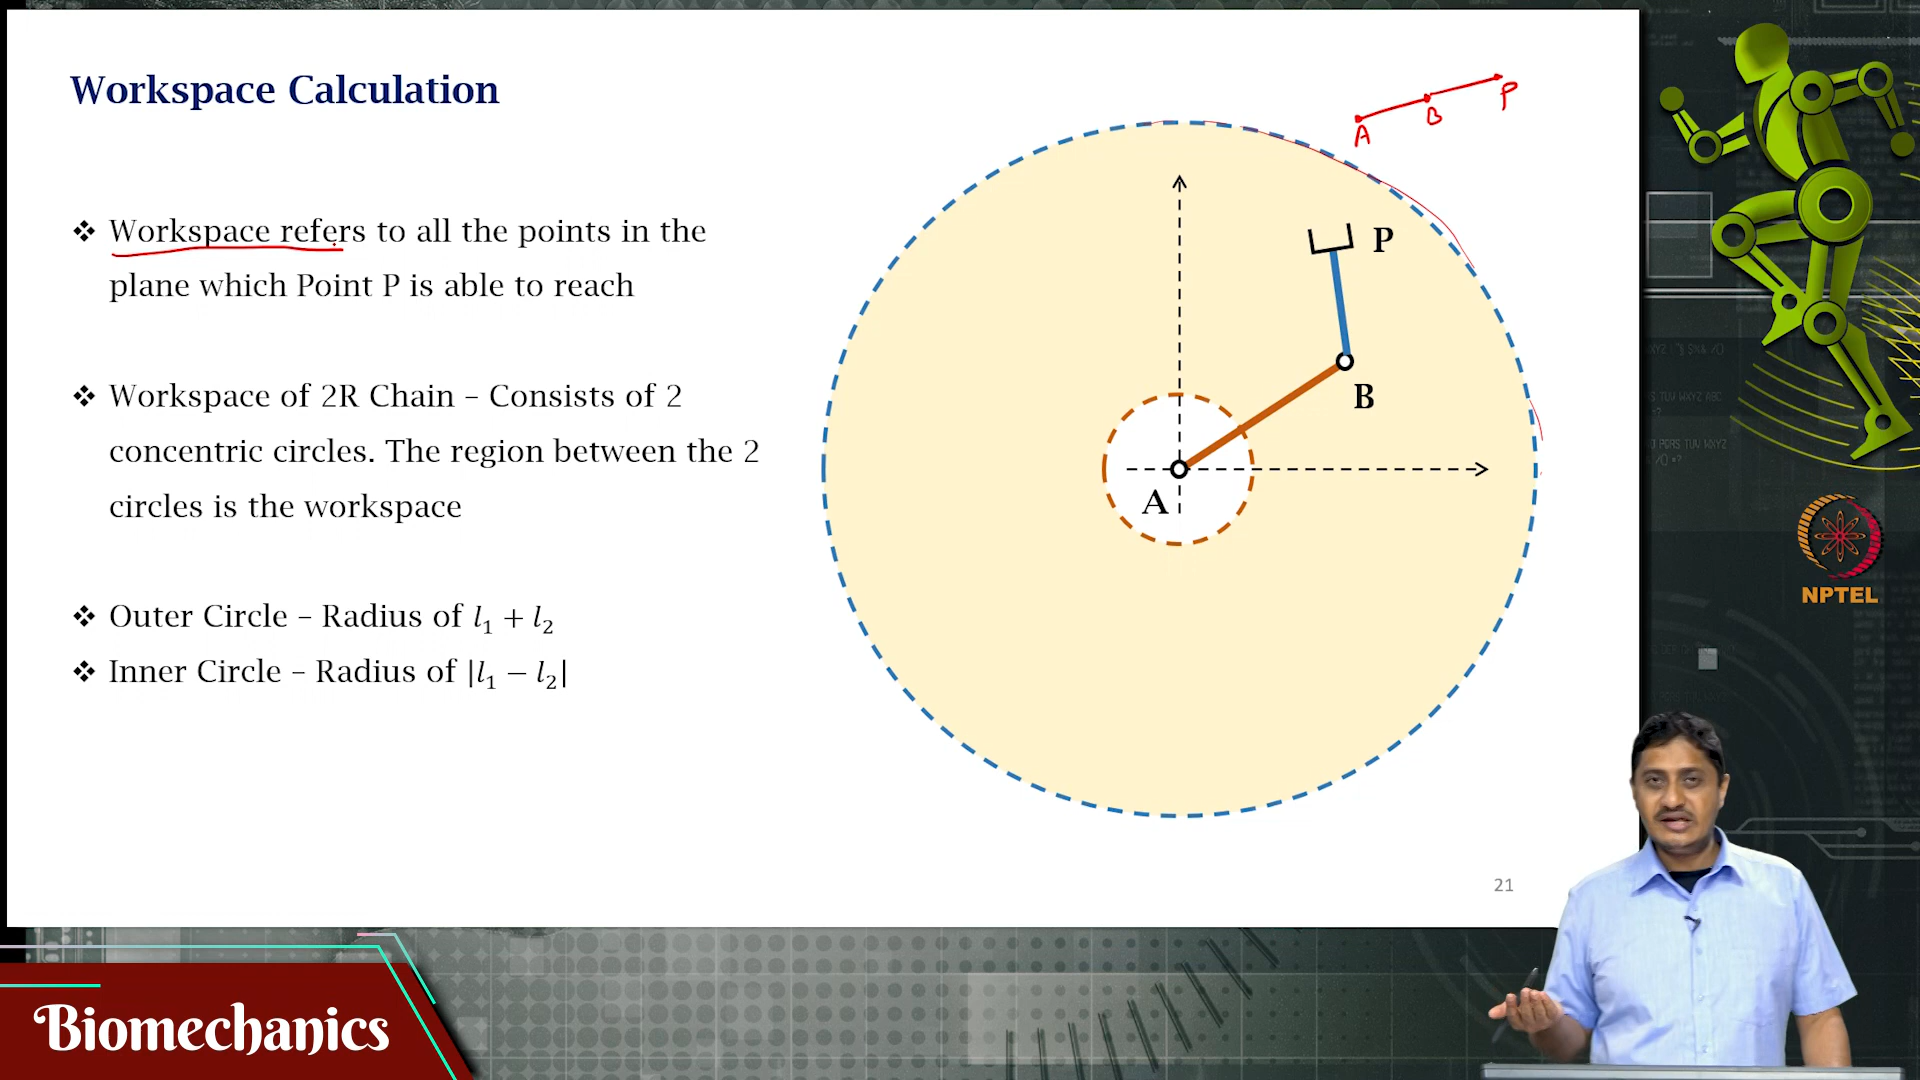 Workspace Calculation
❖ Workspace refers to all the points in the
plane which Point P is able to reach
❖ Workspace of 2R Chain – Consists of 2
concentric circles. The region between the 2
circles is the workspace
❖ Outer Circle – Radius of l₁ + l₂
❖ Inner Circle – Radius of |l₁ − l₂|
A
B
P
P
B
A
21
NPTEL
Biomechanics